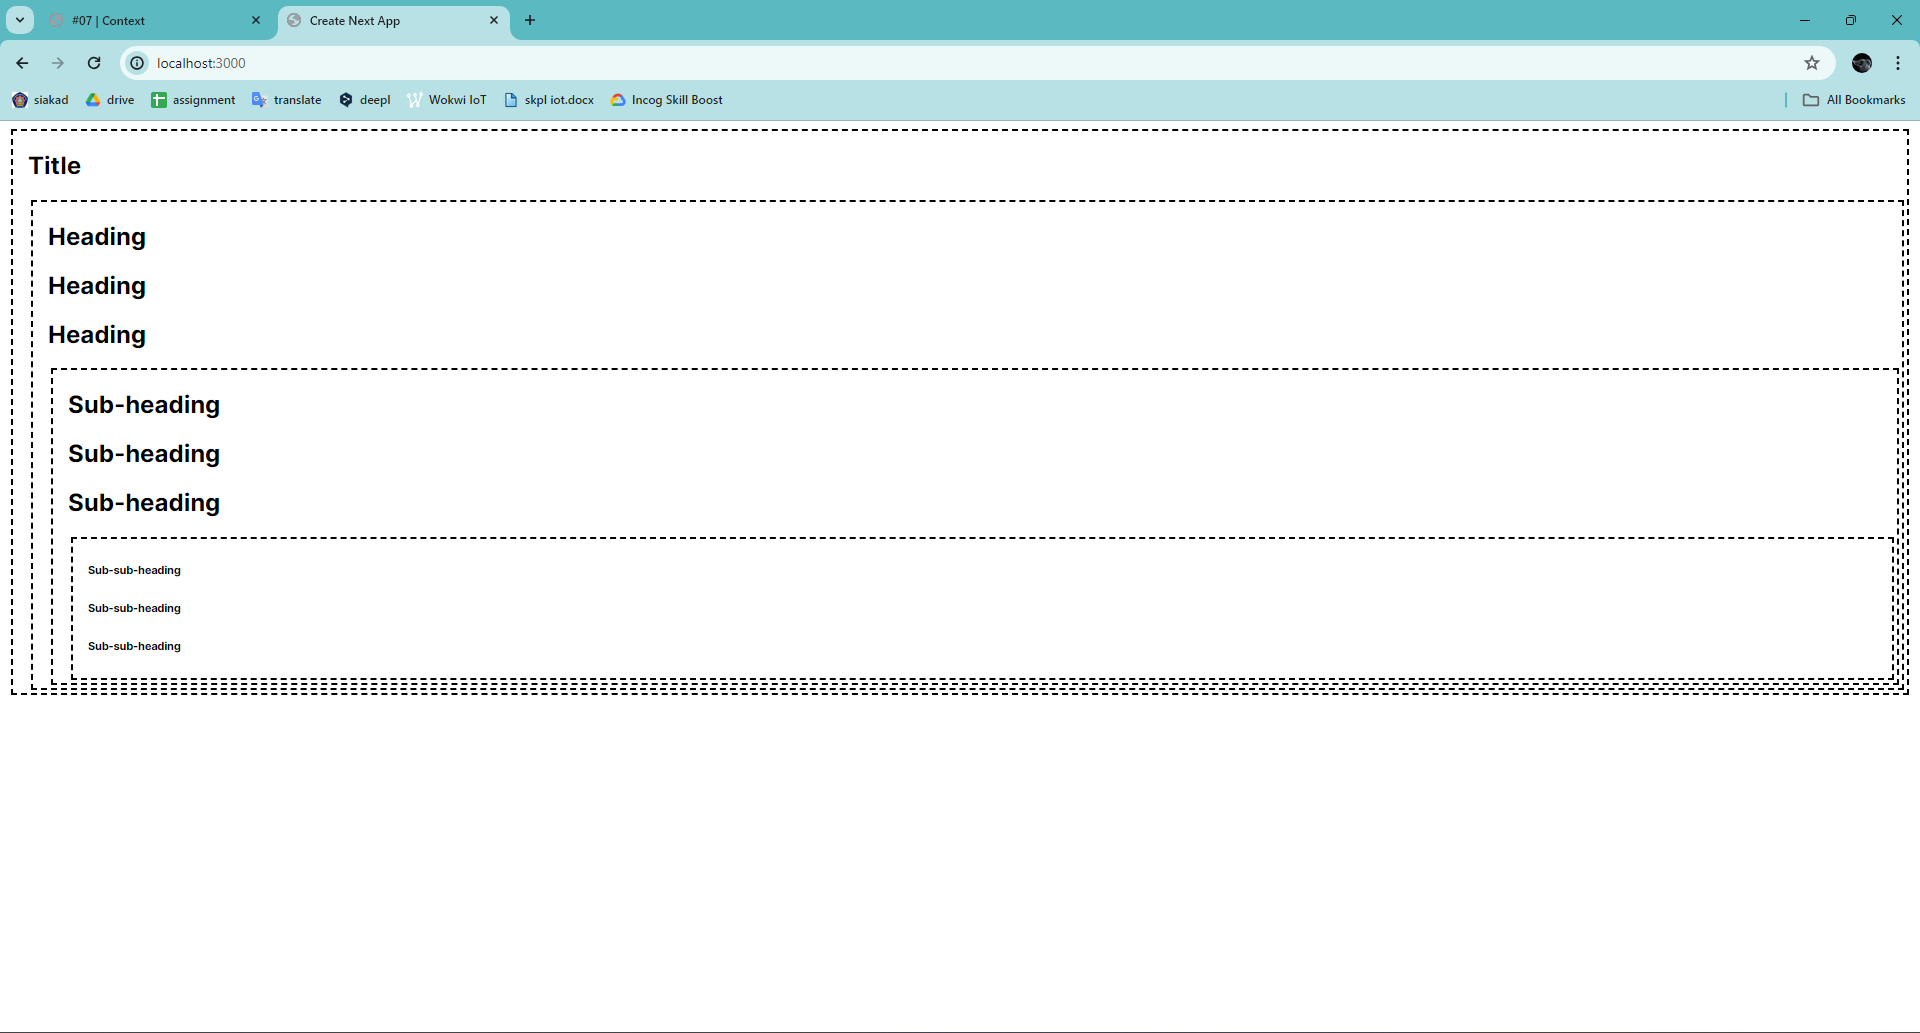 #07 | Context
Create Next App
localhost:3000
siakad drive assignment translate deepl Wokwi IoT skpl iot.docx Incog Skill Boost All Bookmarks
Title
Heading
Heading
Heading
Sub-heading
Sub-heading
Sub-heading
Sub-sub-heading
Sub-sub-heading
Sub-sub-heading